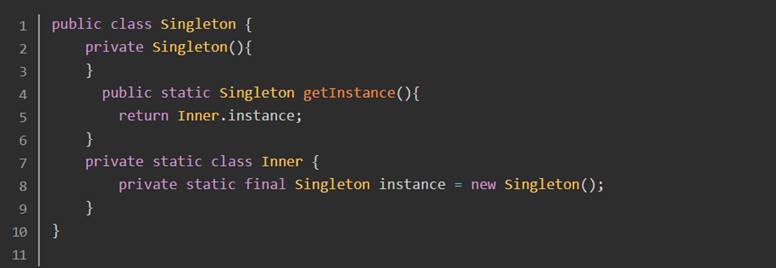 1 public class Singleton {
2     private Singleton(){
3     }
4       public static Singleton getInstance(){
5         return Inner.instance;
6     }
7     private static class Inner {
8         private static final Singleton instance = new Singleton();
9     }
10 }
11